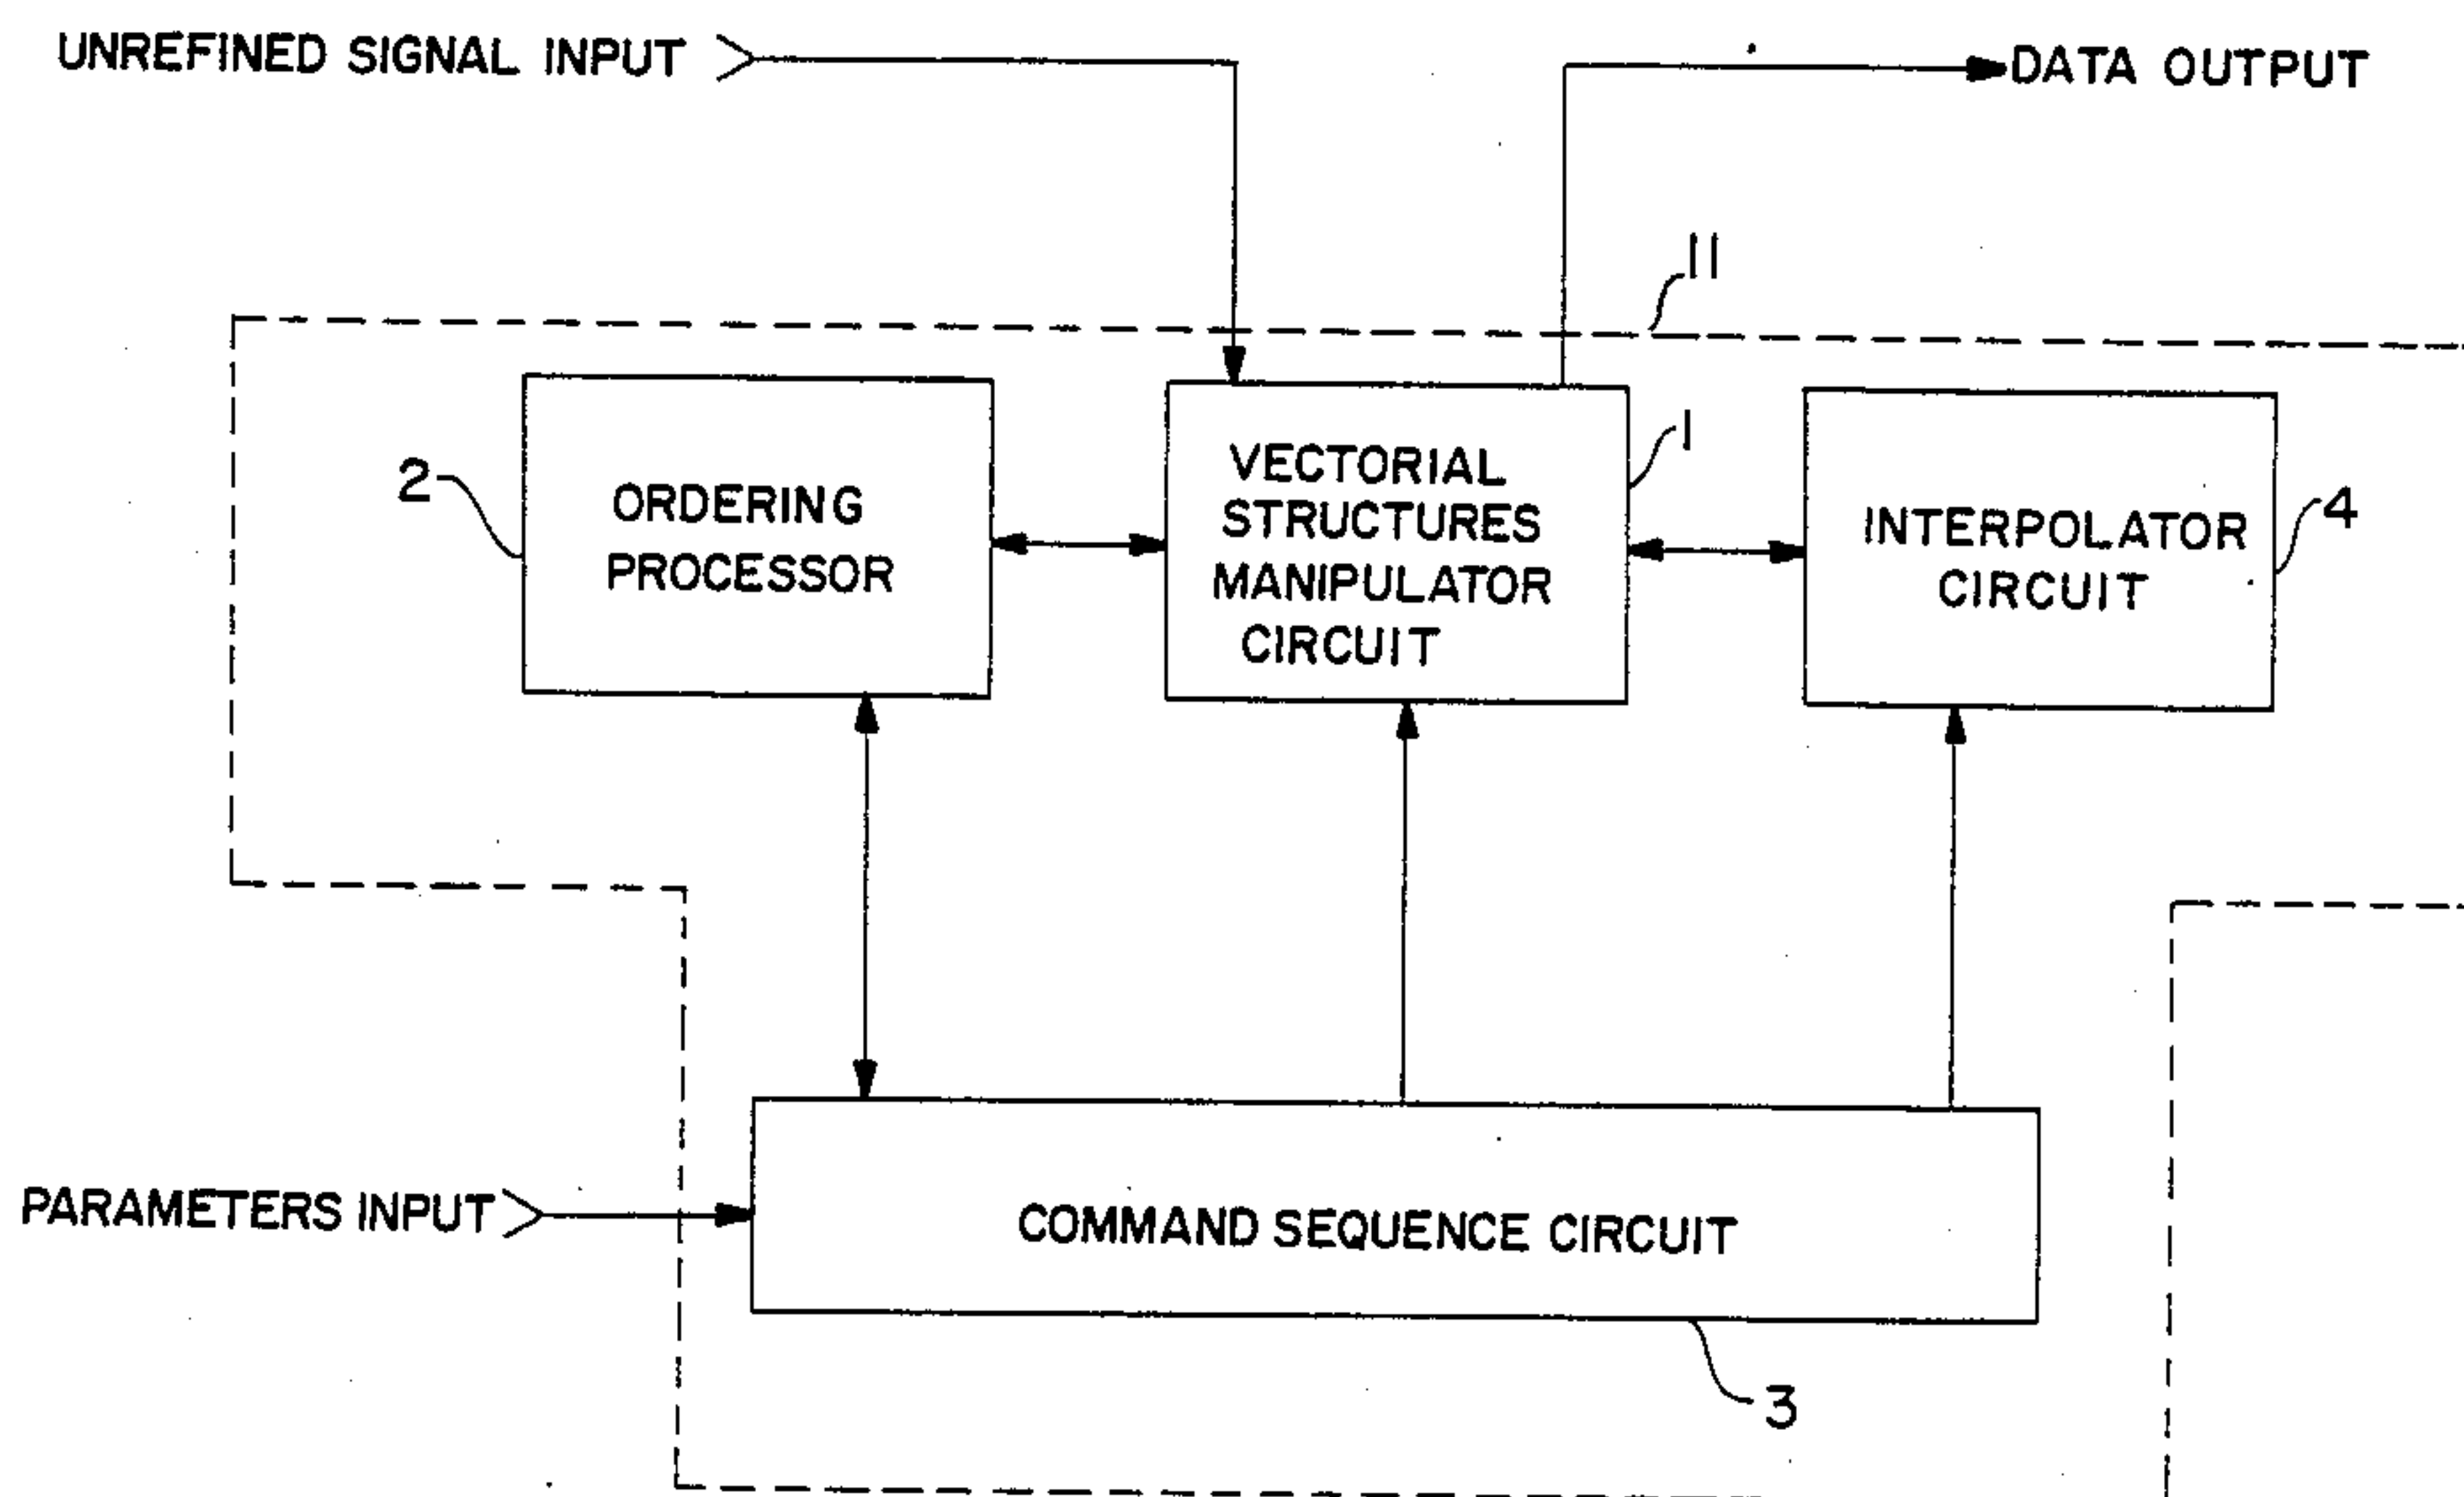 UNREFINED SIGNAL INPUT
DATA OUTPUT
11
2
ORDERING
PROCESSOR
VECTORIAL
STRUCTURES
MANIPULATOR
CIRCUIT
1
INTERPOLATOR
CIRCUIT
4
PARAMETERS INPUT
COMMAND SEQUENCE CIRCUIT
3